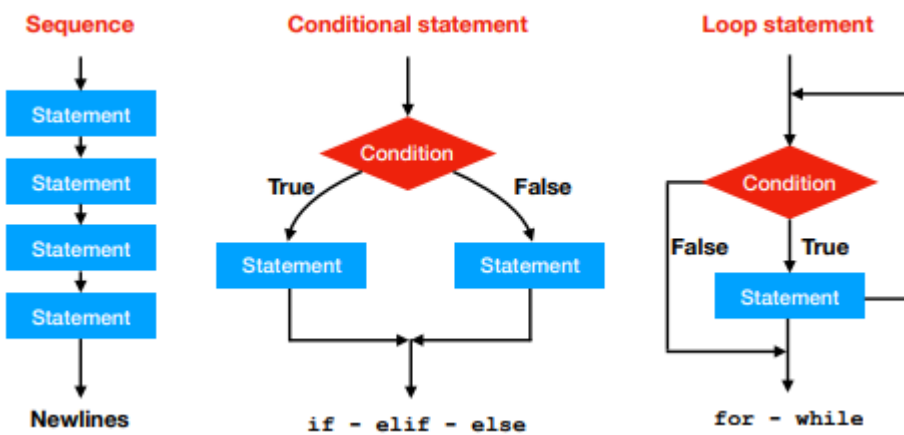 Sequence
Statement
Statement
Statement
Statement
Newlines
Conditional statement
Condition
True
False
Statement
Statement
if - elif - else
Loop statement
Condition
False
True
Statement
for - while